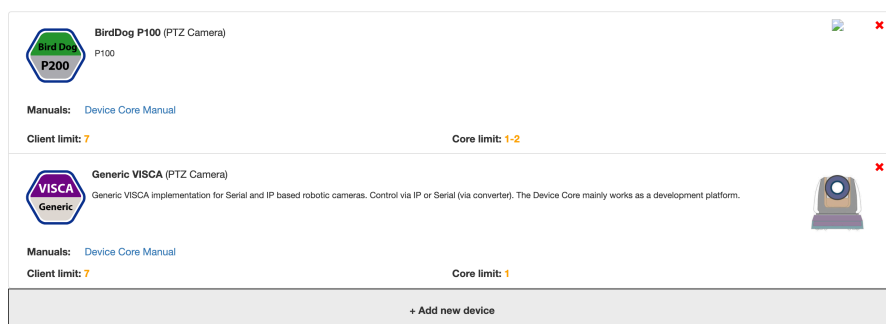 BirdDog P100 (PTZ Camera)
Bird Dog
P200
P100
Manuals: Device Core Manual
Client limit: 7
Core limit: 1-2
Generic VISCA (PTZ Camera)
VISCA
Generic
Generic VISCA implementation for Serial and IP based robotic cameras. Control via IP or Serial (via converter). The Device Core mainly works as a development platform.
Manuals: Device Core Manual
Client limit: 7
Core limit: 1
+ Add new device